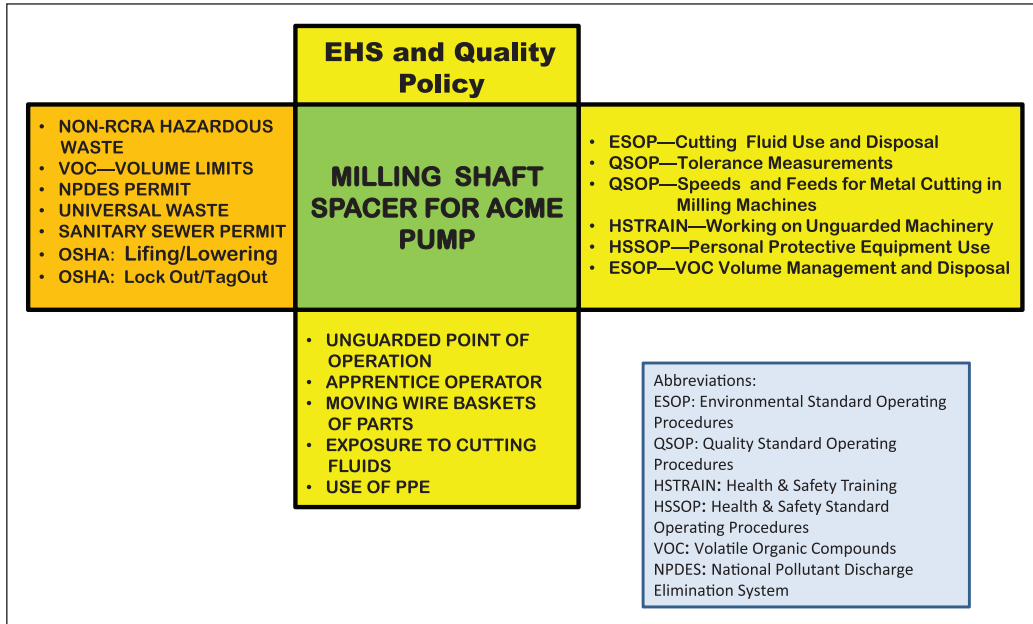 EHS and Quality
Policy
• NON-RCRA HAZARDOUS
WASTE
• VOC—VOLUME LIMITS
• NPDES PERMIT
• UNIVERSAL WASTE
• SANITARY SEWER PERMIT
• OSHA: Lifing/Lowering
• OSHA: Lock Out/TagOut
MILLING SHAFT
SPACER FOR ACME
PUMP
• ESOP—Cutting Fluid Use and Disposal
• QSOP—Tolerance Measurements
• QSOP—Speeds and Feeds for Metal Cutting in
Milling Machines
• HSTRAIN—Working on Unguarded Machinery
• HSSOP—Personal Protective Equipment Use
• ESOP—VOC Volume Management and Disposal
• UNGUARDED POINT OF
OPERATION
• APPRENTICE OPERATOR
• MOVING WIRE BASKETS
OF PARTS
• EXPOSURE TO CUTTING
FLUIDS
• USE OF PPE
Abbreviations:
ESOP: Environmental Standard Operating
Procedures
QSOP: Quality Standard Operating
Procedures
HSTRAIN: Health & Safety Training
HSSOP: Health & Safety Standard
Operating Procedures
VOC: Volatile Organic Compounds
NPDES: National Pollutant Discharge
Elimination System